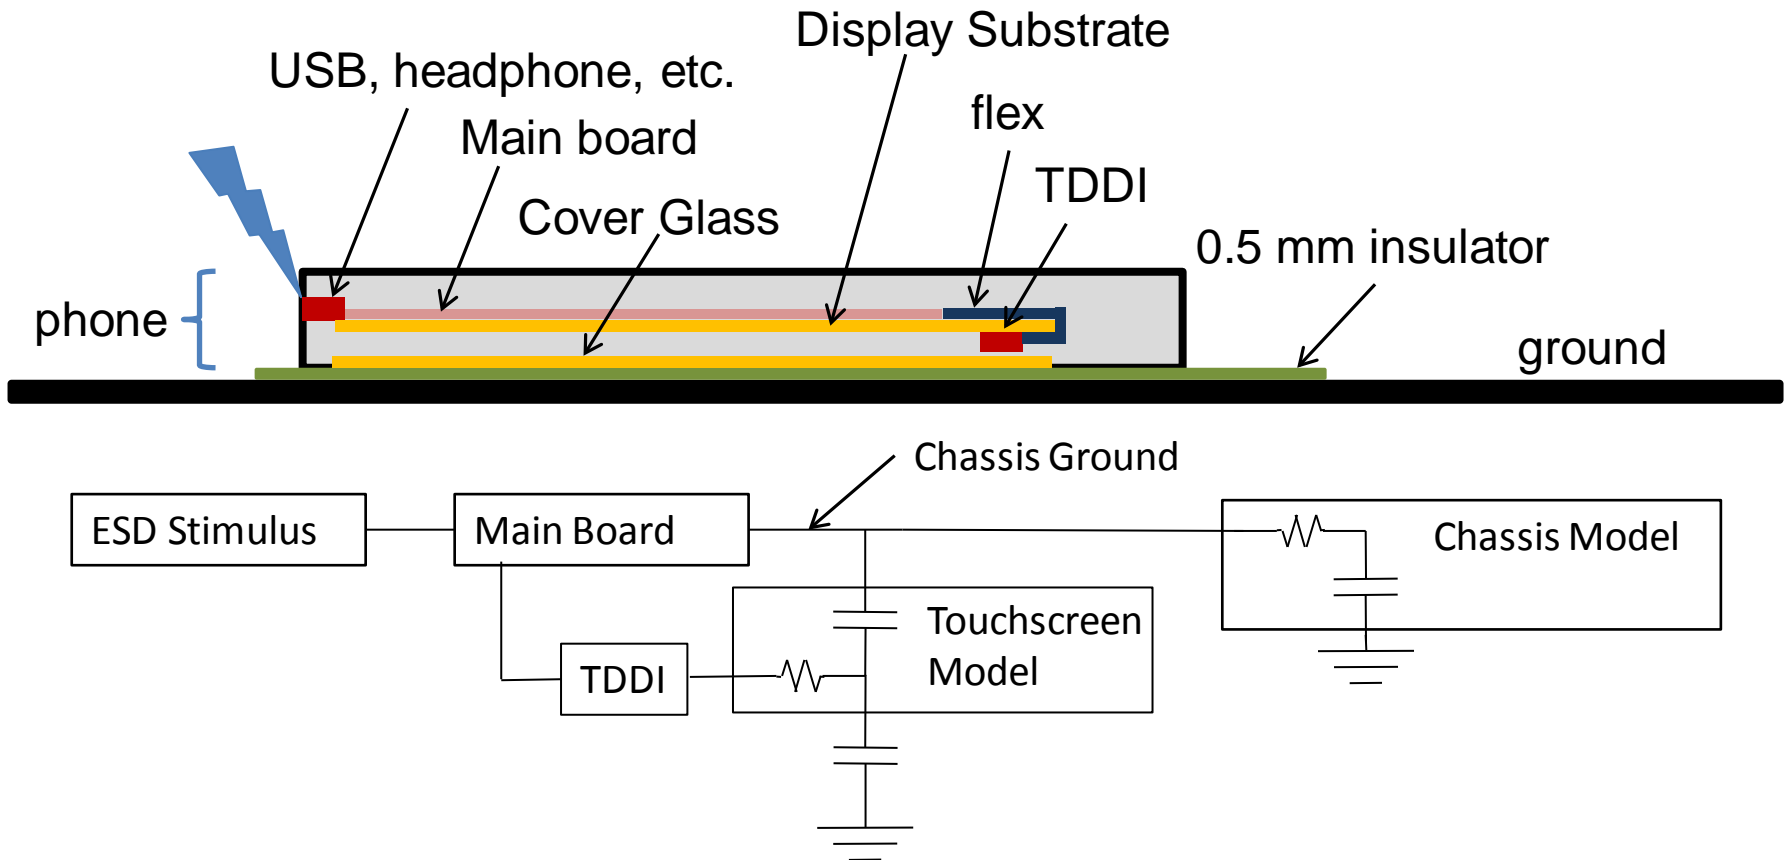 Display Substrate
USB, headphone, etc.
flex
Main board
TDDI
Cover Glass
0.5 mm insulator
phone
ground
Chassis Ground
ESD Stimulus
Main Board
Chassis Model
Touchscreen
Model
TDDI